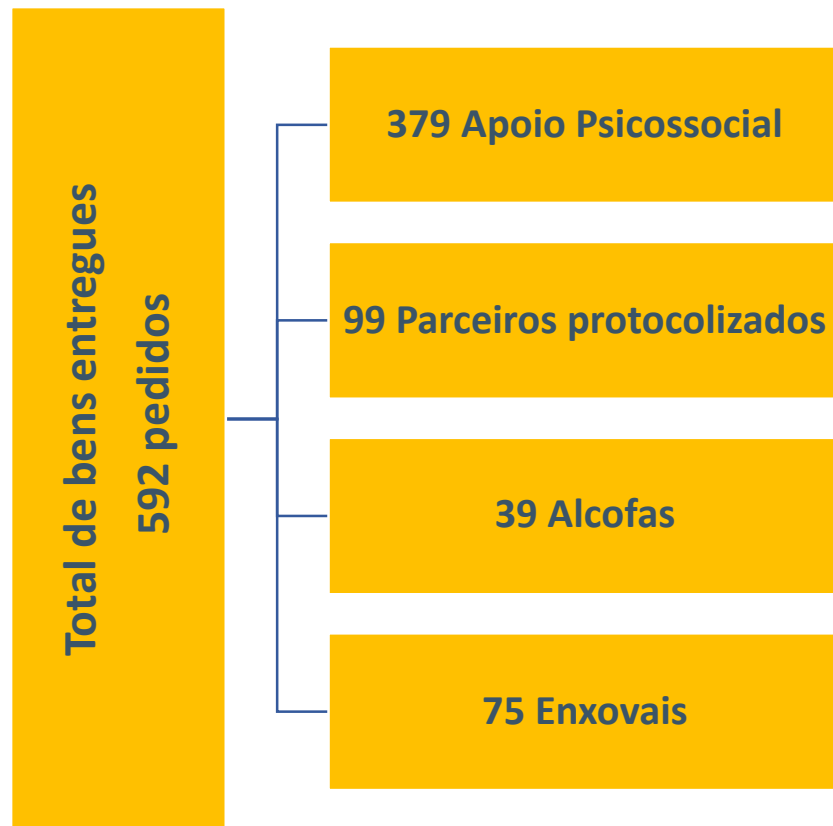 Total de bens entregues
592 pedidos
379 Apoio Psicossocial
99 Parceiros protocolizados
39 Alcofas
75 Enxovais